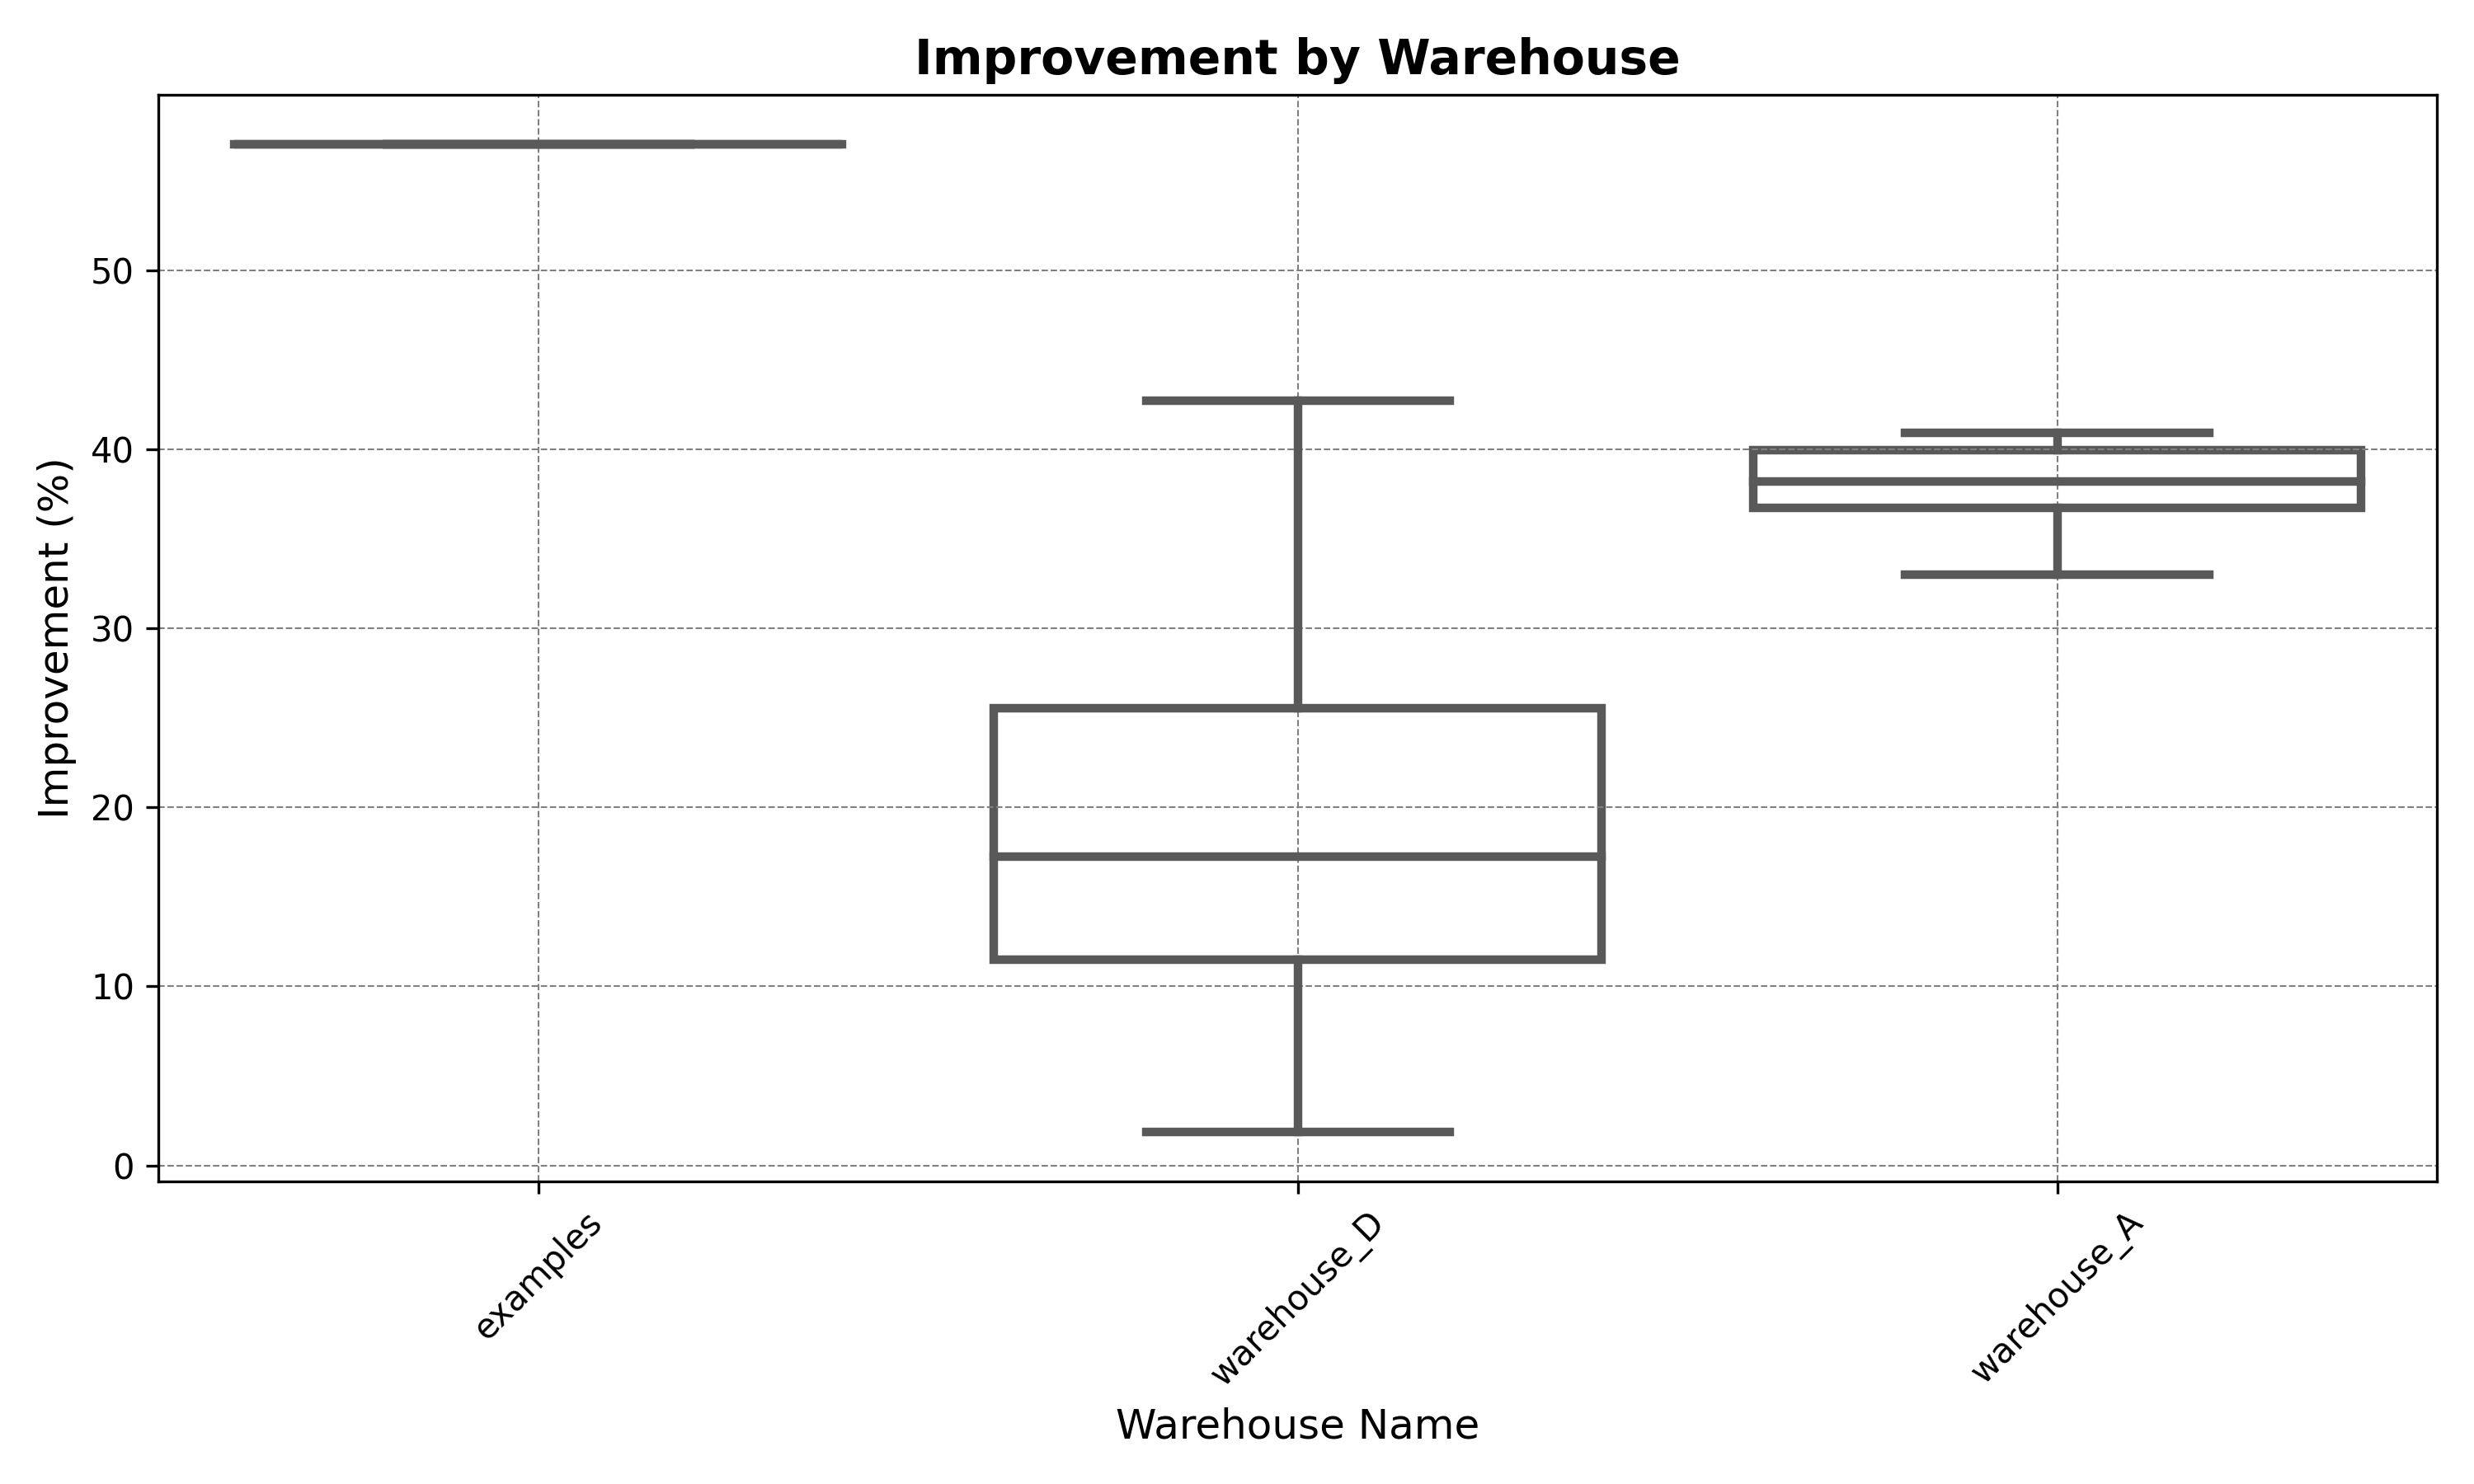 Improvement by Warehouse
Improvement (%)
50
40
30
20
10
0
examples
warehouse_D
warehouse_A
Warehouse Name